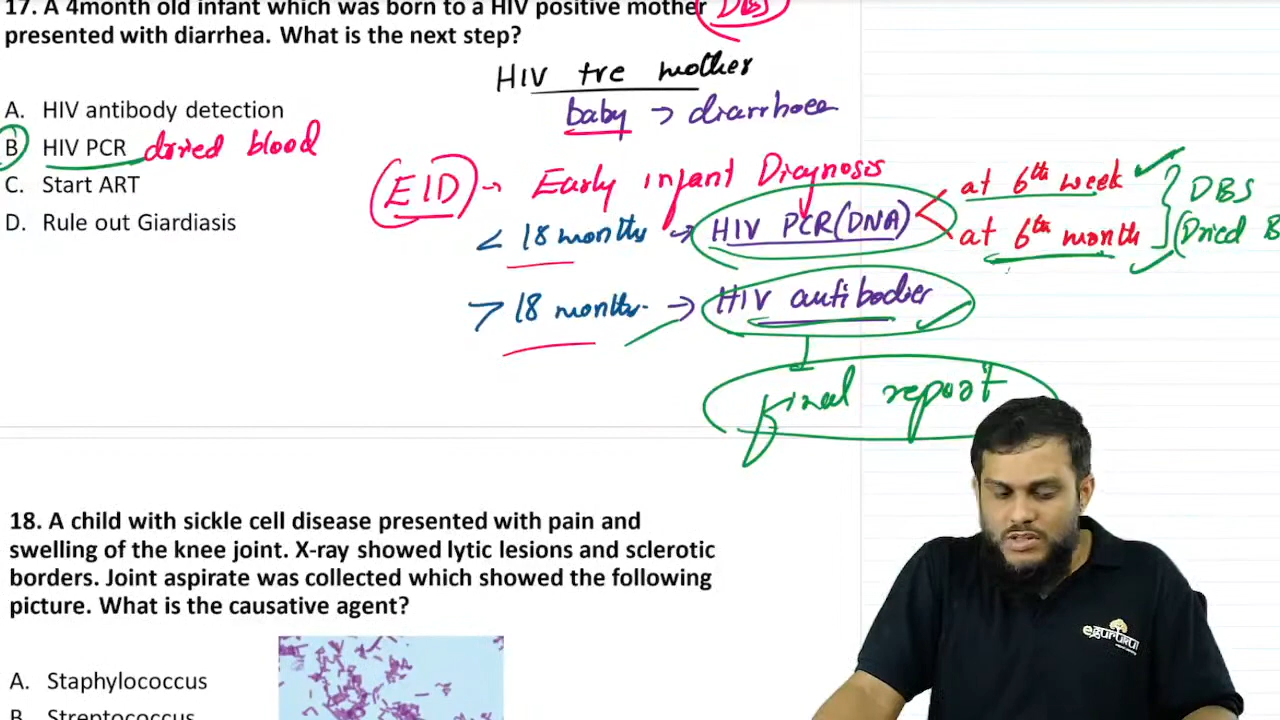 17. A 4month old infant which was born to a HIV positive mother
DBS
presented with diarrhea. What is the next step?
HIV +re mother
baby → diarrhoea
A. HIV antibody detection
B HIV PCR dried blood
C. Start ART
D. Rule out Giardiasis
EID → Early infant Diagnosis
< 18 months → HIV PCR(DNA)
at 6th week
at 6th month
DBS
(Dried B
> 18 months → HIV antibodies
final report
18. A child with sickle cell disease presented with pain and
swelling of the knee joint. X-ray showed lytic lesions and sclerotic
borders. Joint aspirate was collected which showed the following
picture. What is the causative agent?
A. Staphylococcus
B. Streptococcus
egurukul